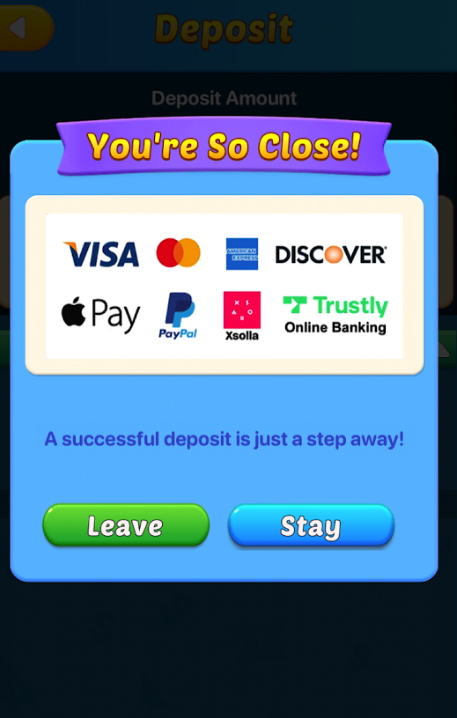 Deposit
Deposit Amount
You're So Close!
VISA
AMERICAN EXPRESS
DISCOVER
Pay
PayPal
XSOLLA
Xsolla
Trustly
Online Banking
A successful deposit is just a step away!
Leave
Stay